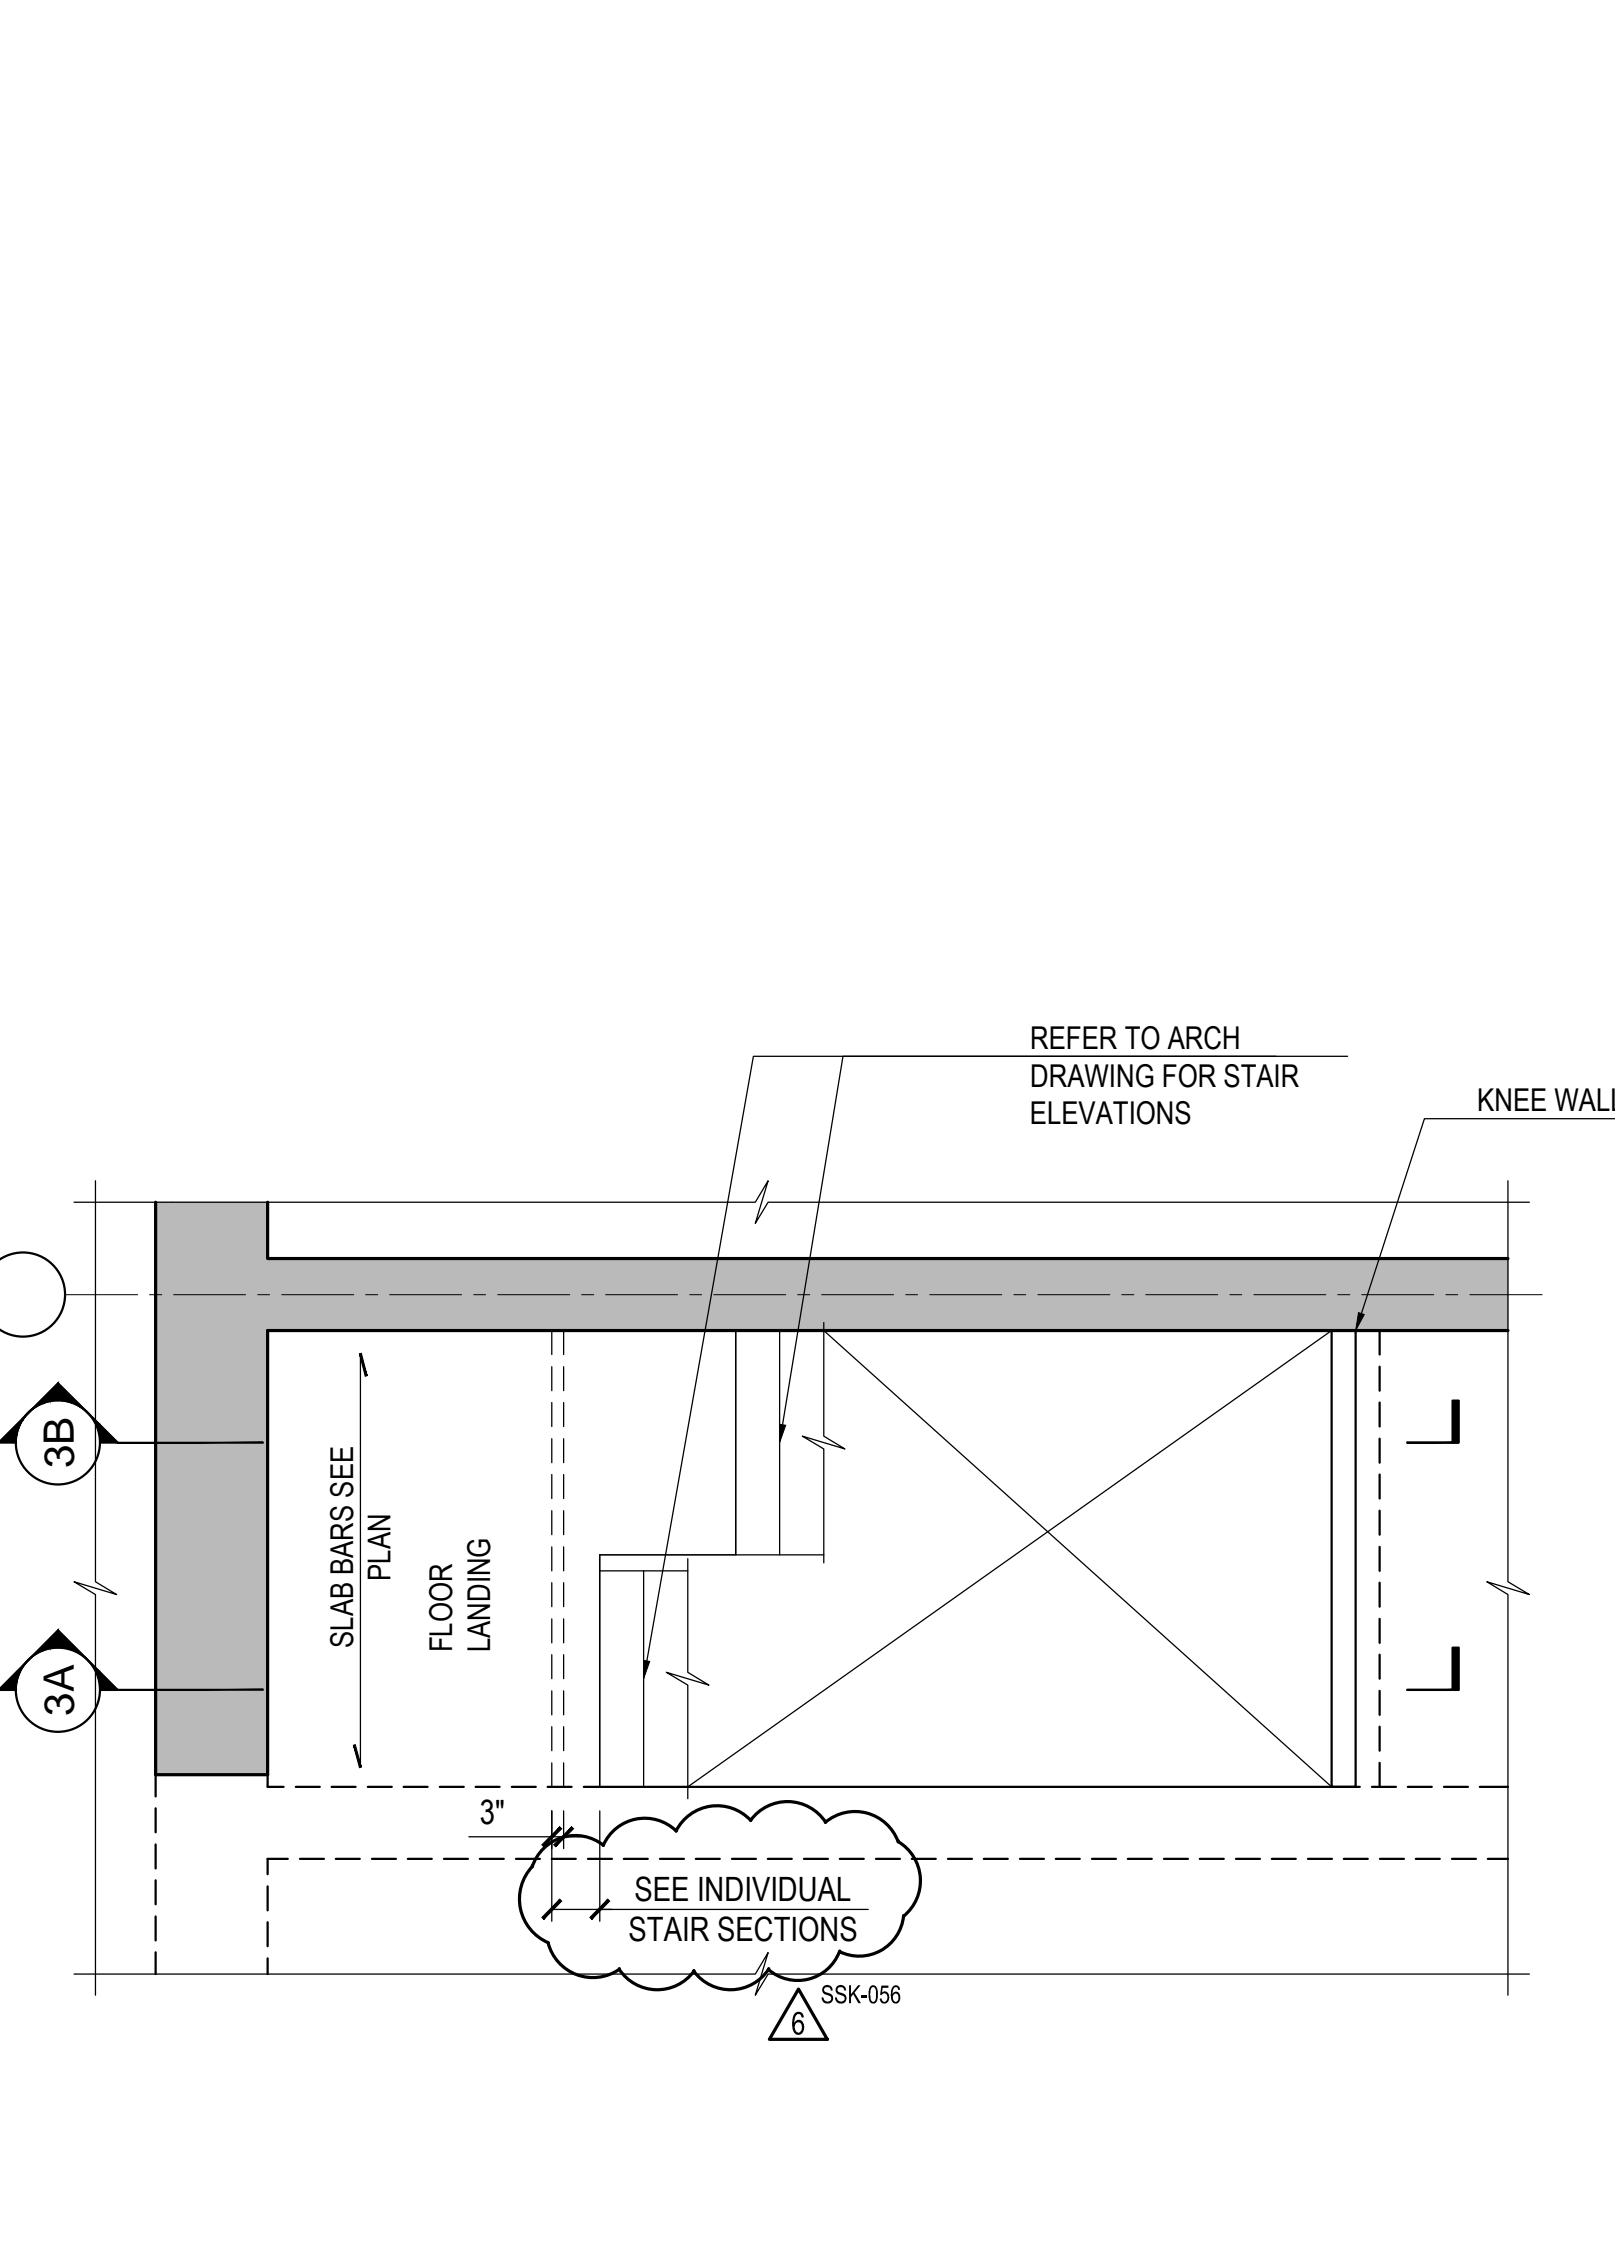 REFER TO ARCH
DRAWING FOR STAIR
ELEVATIONS
KNEE WALL
3B
SLAB BARS SEE
PLAN
FLOOR
LANDING
3A
3"
SEE INDIVIDUAL
STAIR SECTIONS
SSK-056
6